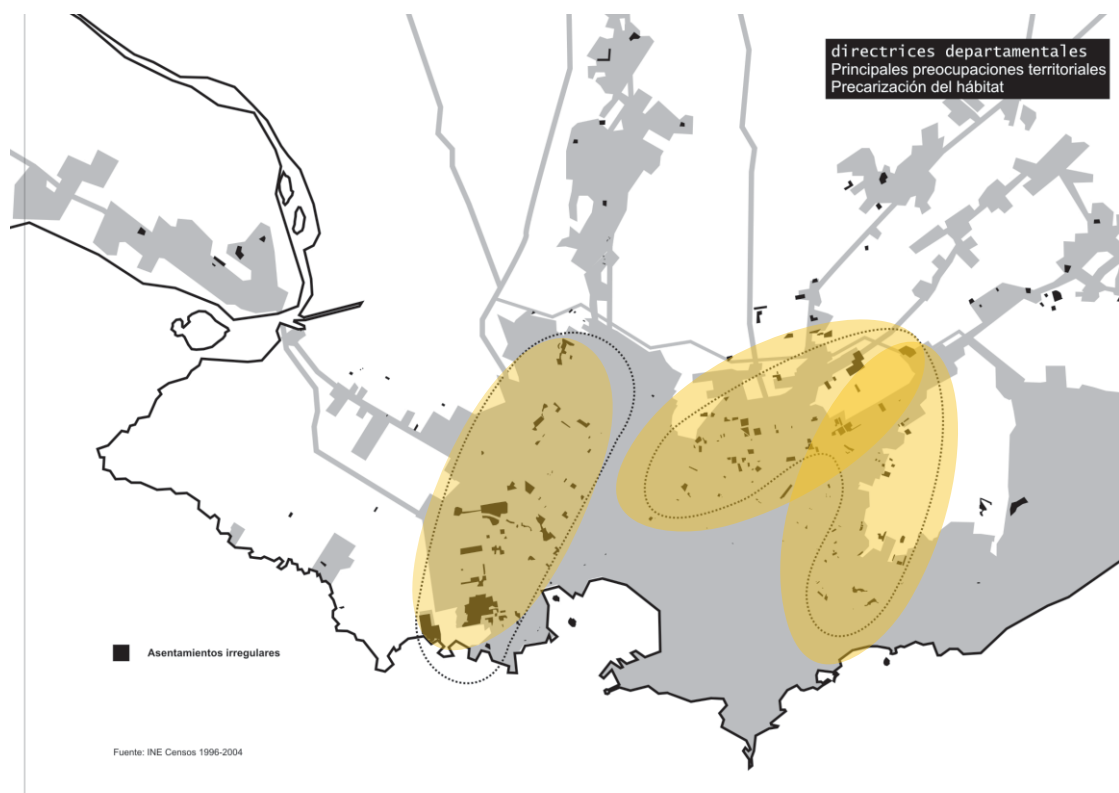 directrices departamentales
Principales preocupaciones territoriales
Precarización del hábitat
Asentamientos irregulares
Fuente: INE Censos 1996-2004